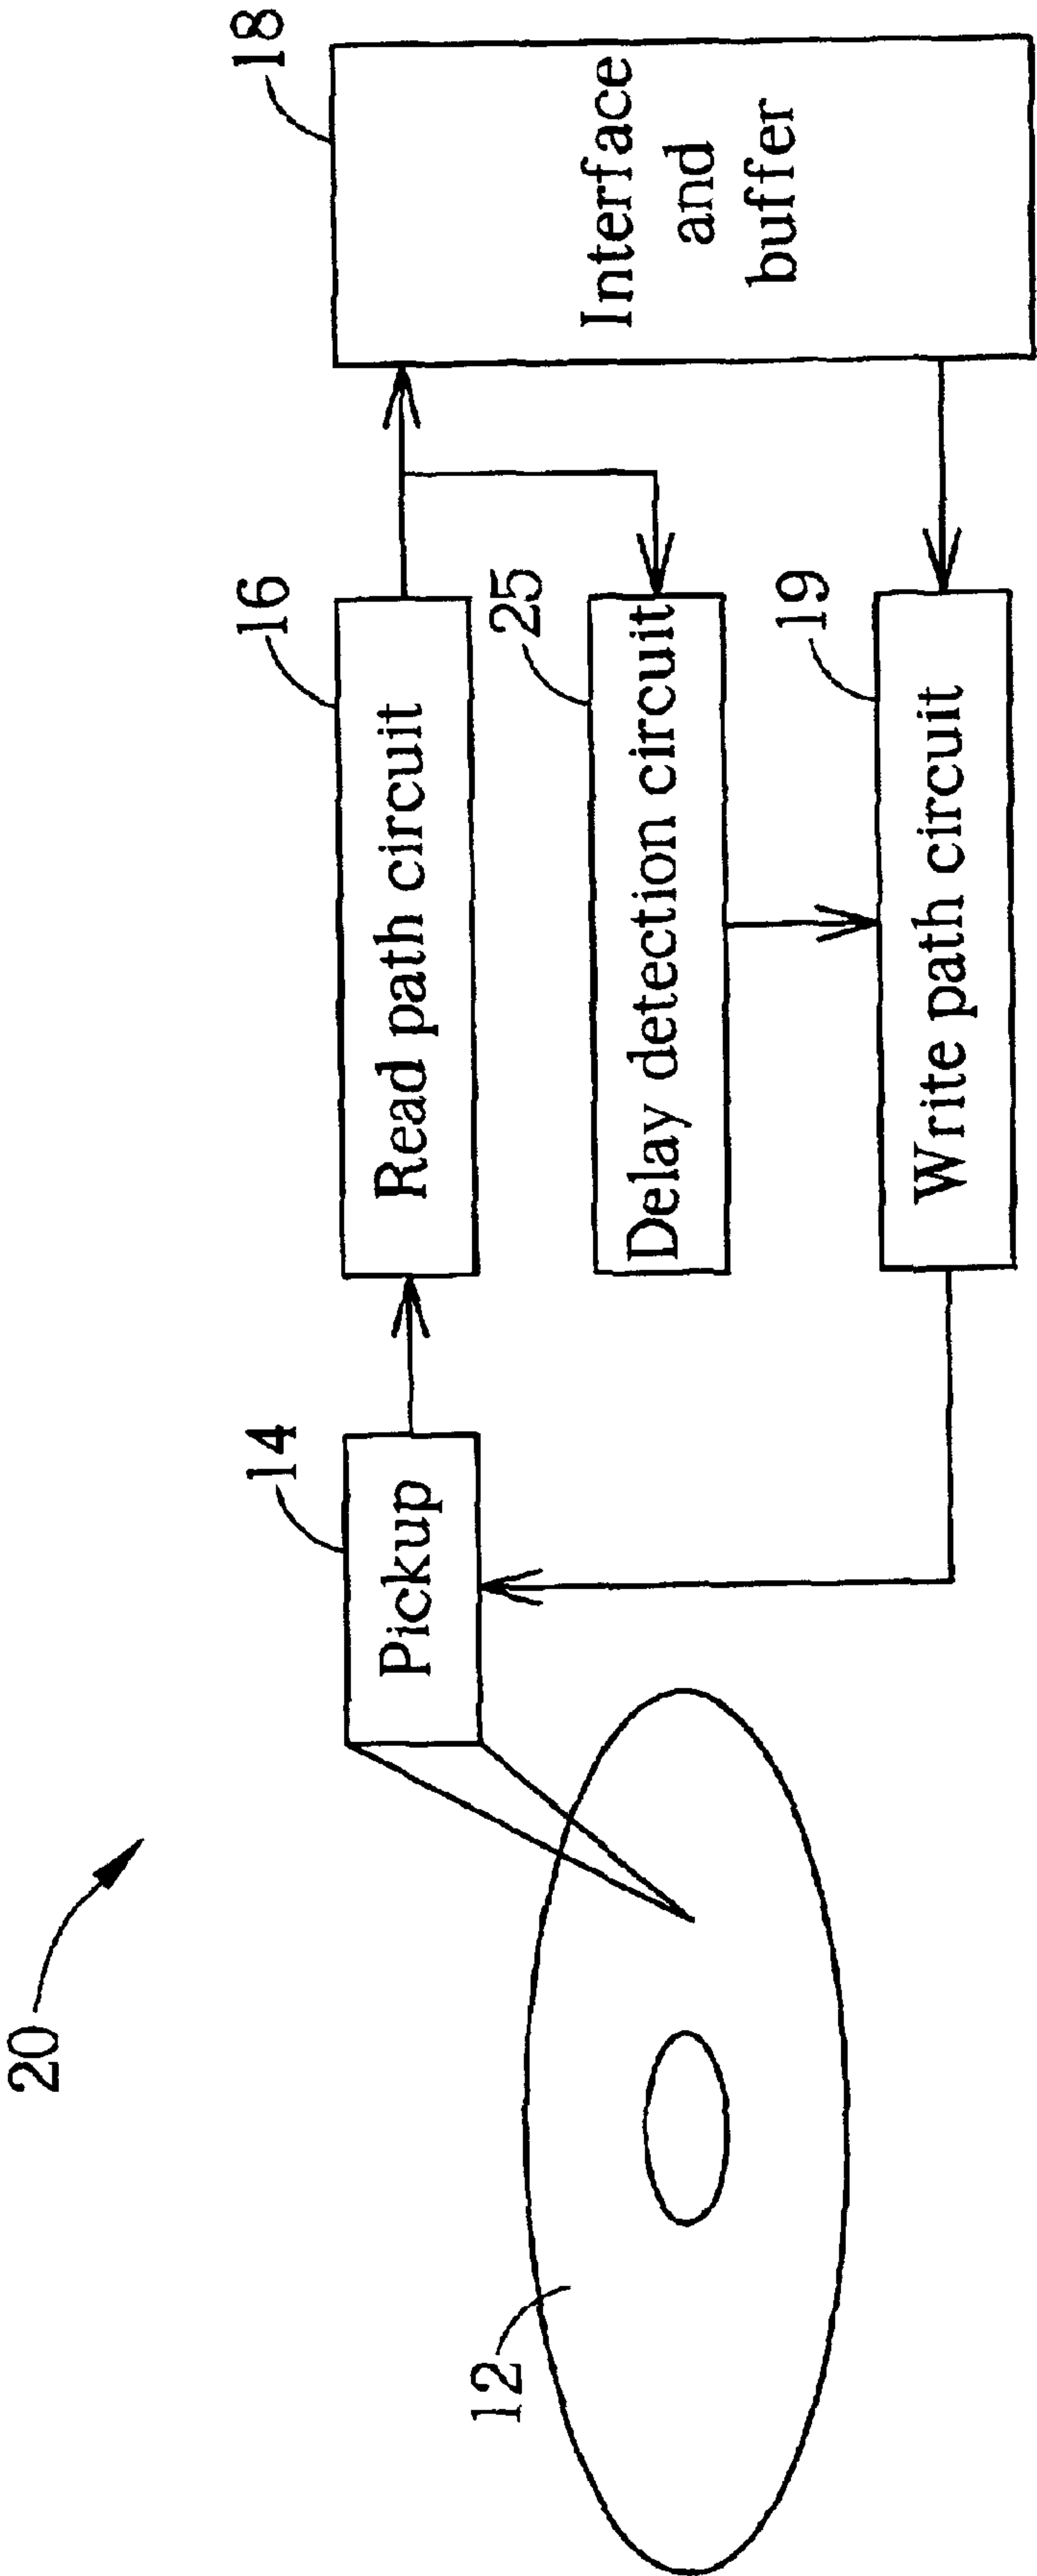 20
18
16
14
Pickup
Read path circuit
Interface
and
buffer
25
Delay detection circuit
12
19
Write path circuit